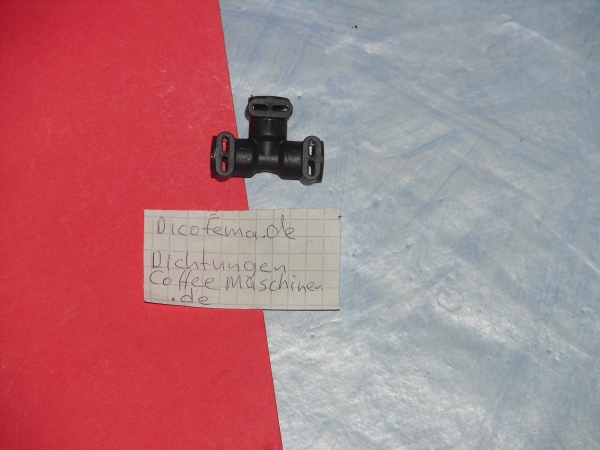 Dicofema.de
Dichtungen
Coffee Maschinen
.de